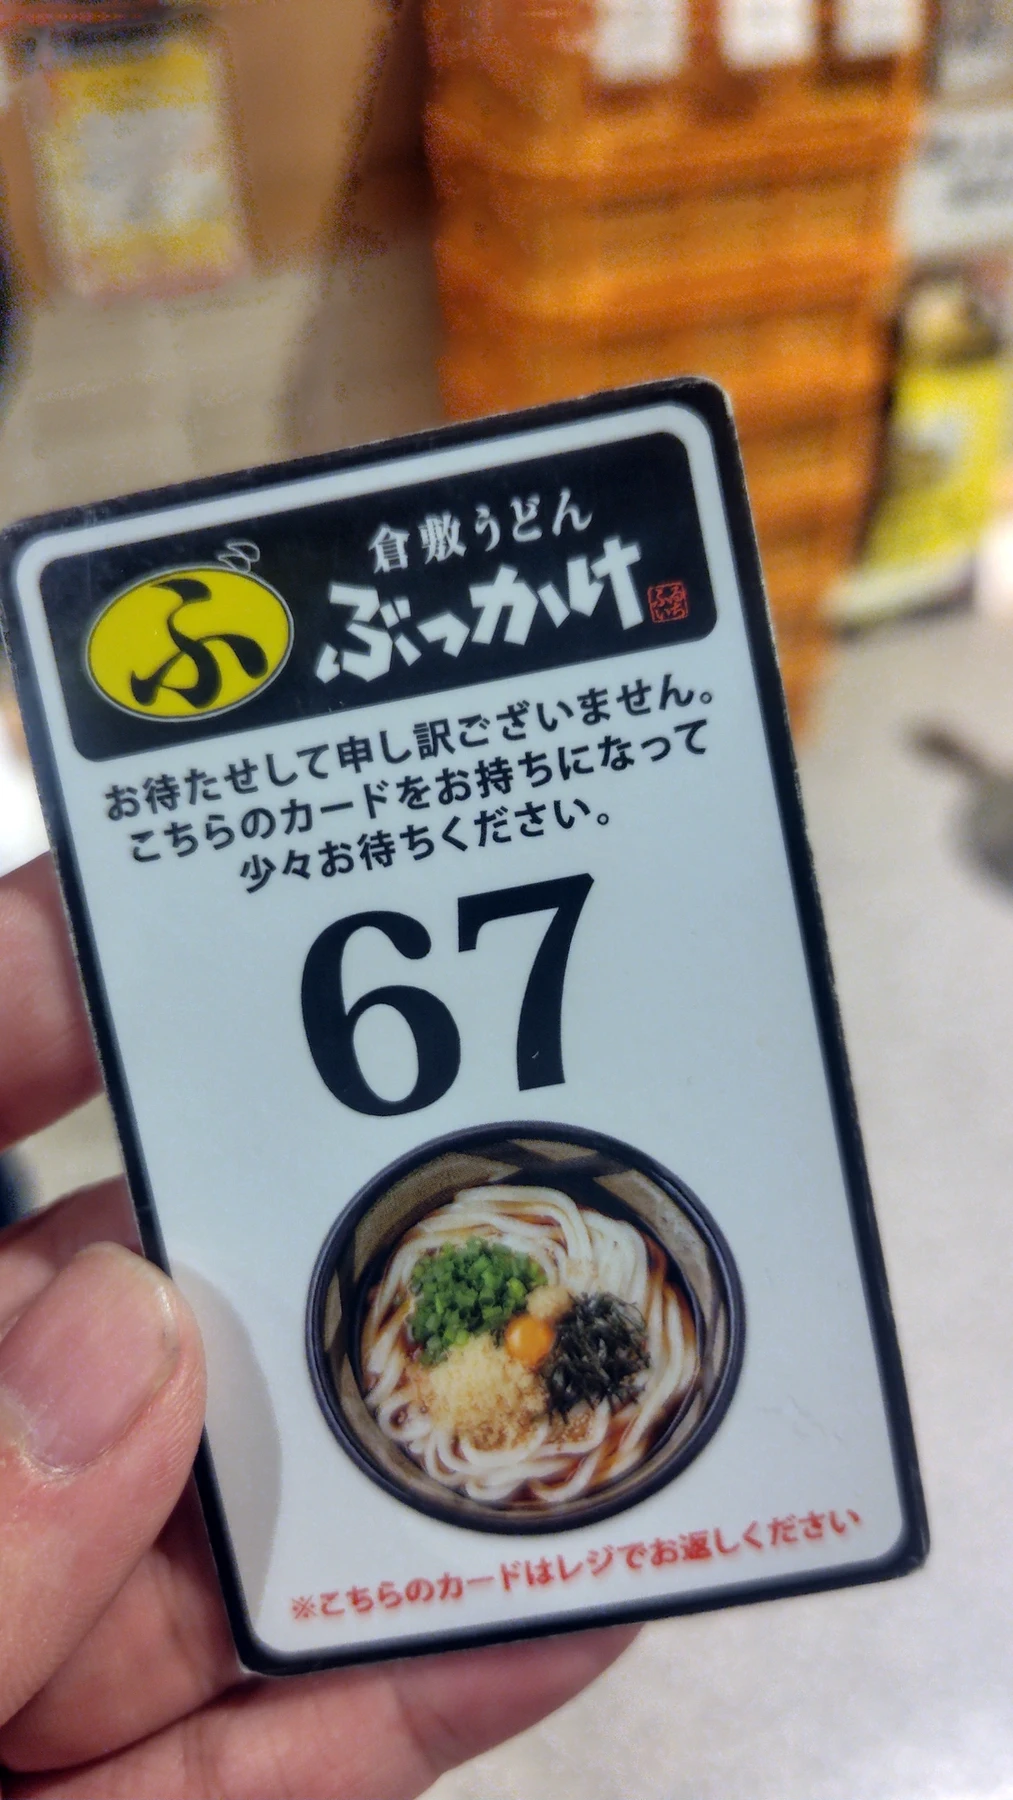 ふ
倉敷うどん
ぶっかけ
ふるいち
お待たせして申し訳ございません。
こちらのカードをお持ちになって
少々お待ちください。
67
※こちらのカードはレジでお返しください